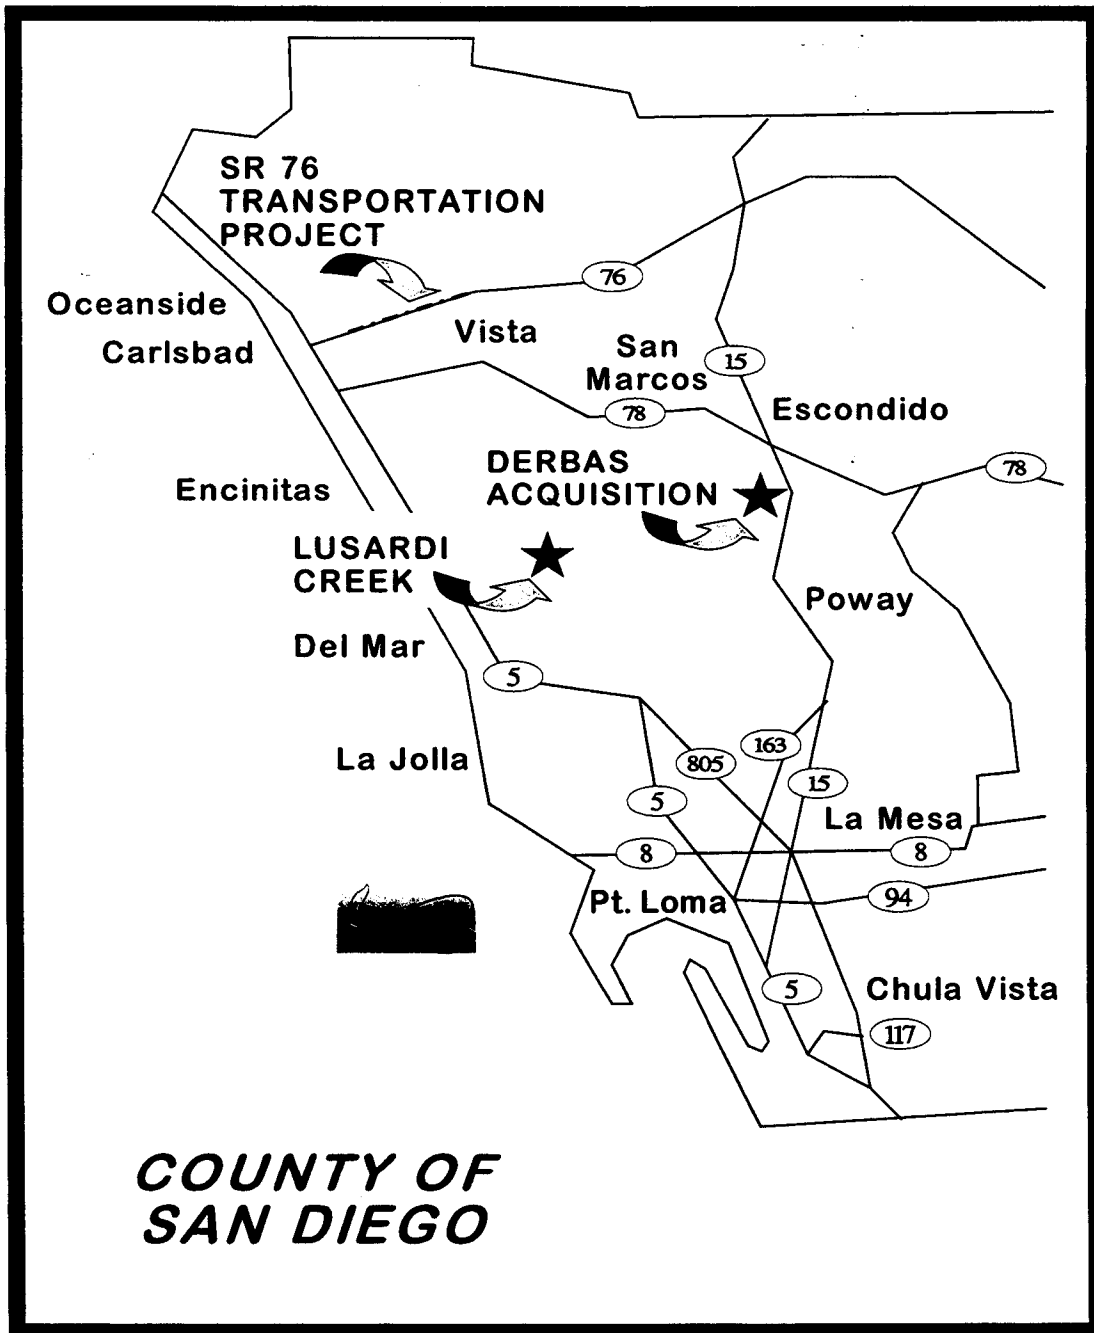 SR 76
TRANSPORTATION
PROJECT
76
Oceanside
Carlsbad
Vista
San
Marcos
15
78
Escondido
DERBAS
ACQUISITION
78
Encinitas
LUSARDI
CREEK
Poway
Del Mar
5
La Jolla
163
805
15
5
La Mesa
8
8
Pt. Loma
94
5
Chula Vista
117
COUNTY OF
SAN DIEGO